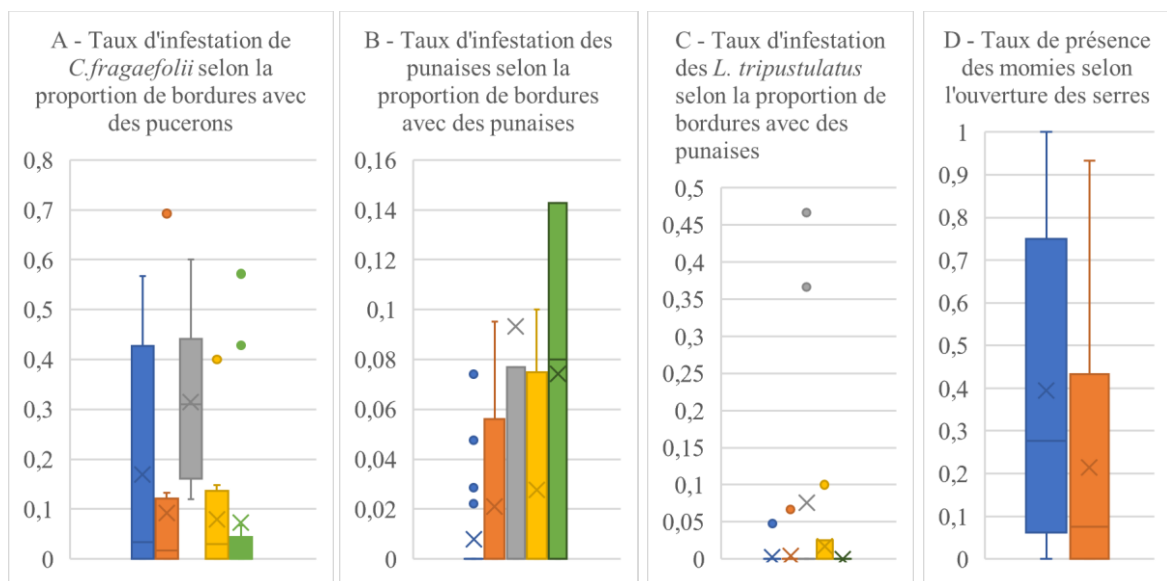 A - Taux d'infestation de
C.fragaefolii selon la
proportion de bordures avec
des pucerons
0,8
0,7
0,6
0,5
0,4
0,3
0,2
0,1
0
B - Taux d'infestation des
punaises selon la
proportion de bordures
avec des punaises
0,16
0,14
0,12
0,1
0,08
0,06
0,04
0,02
0
C - Taux d'infestation
des L. tripustulatus
selon la proportion de
bordures avec des
punaises
0,5
0,45
0,4
0,35
0,3
0,25
0,2
0,15
0,1
0,05
0
D - Taux de présence
des momies selon
l'ouverture des serres
1
0,9
0,8
0,7
0,6
0,5
0,4
0,3
0,2
0,1
0